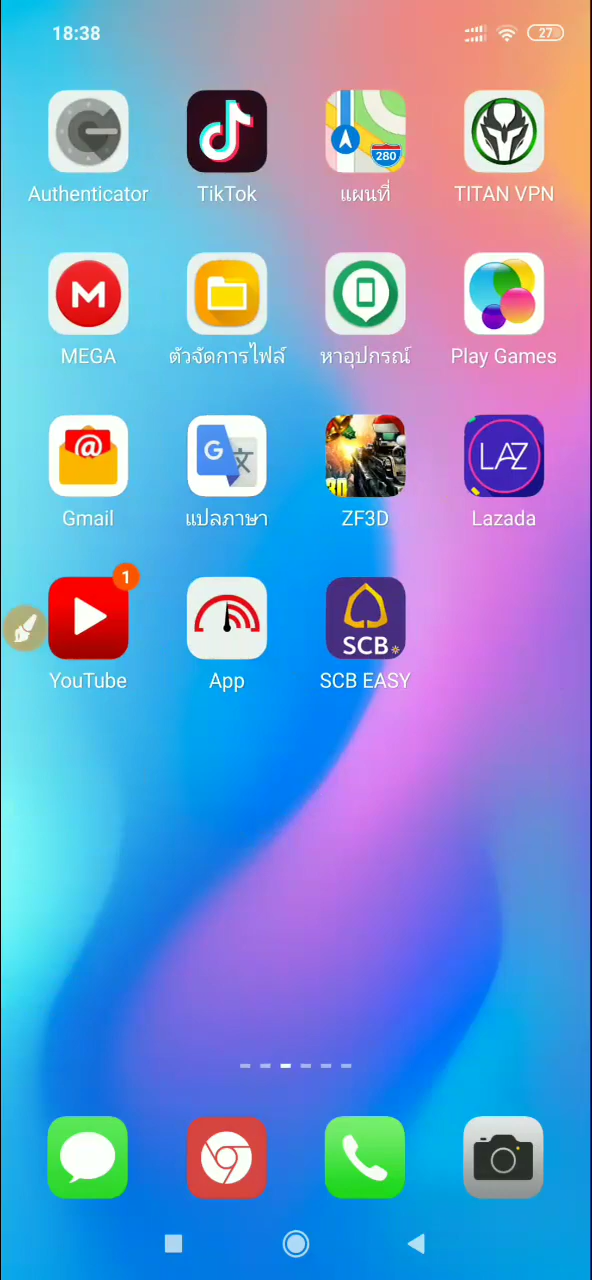 18:38
27
280
Authenticator
TikTok
แผนที่
TITAN VPN
MEGA
ตัวจัดการไฟล์
หาอุปกรณ์
Play Games
G 文
3D
LAZ
Gmail
แปลภาษา
ZF3D
Lazada
1
SCB
YouTube
App
SCB EASY